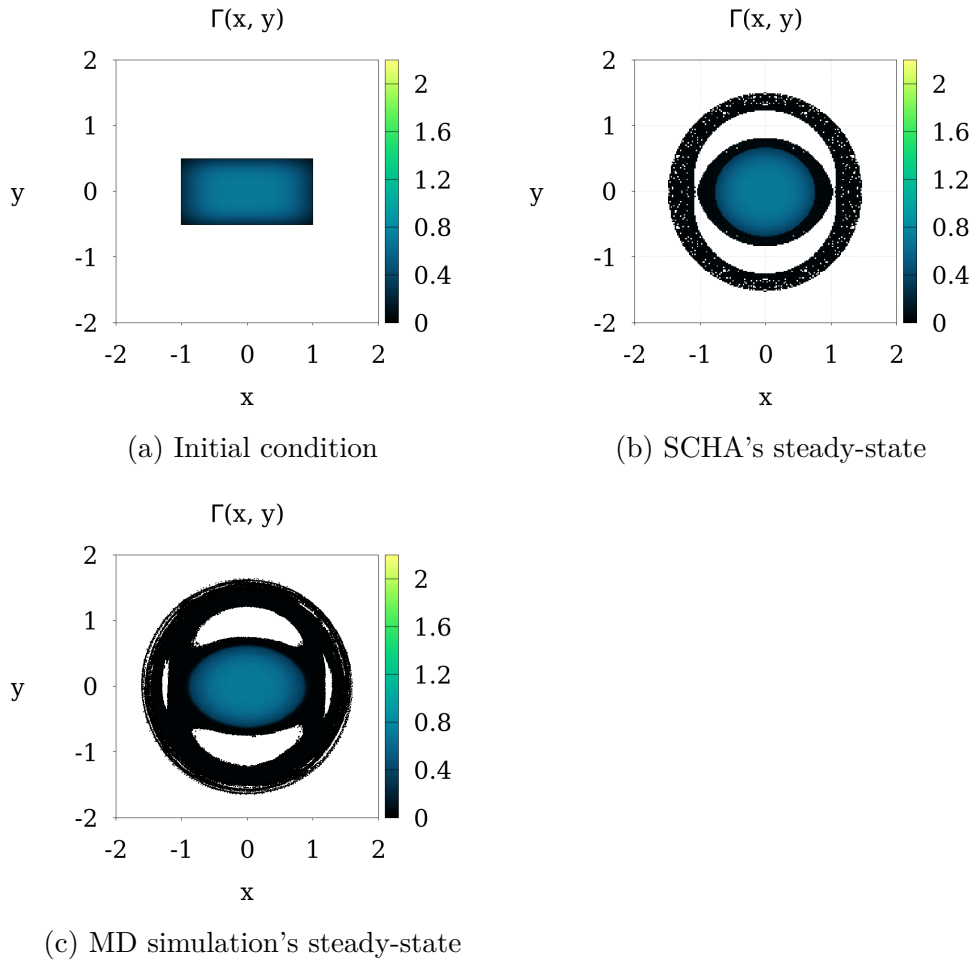 Γ(x, y)
2
1
y
0
-1
-2
-2 -1 0 1 2
x
2
1.6
1.2
0.8
0.4
0
(a) Initial condition
Γ(x, y)
2
1
y
0
-1
-2
-2 -1 0 1 2
x
2
1.6
1.2
0.8
0.4
0
(b) SCHA's steady-state
Γ(x, y)
2
1
y
0
-1
-2
-2 -1 0 1 2
x
2
1.6
1.2
0.8
0.4
0
(c) MD simulation's steady-state